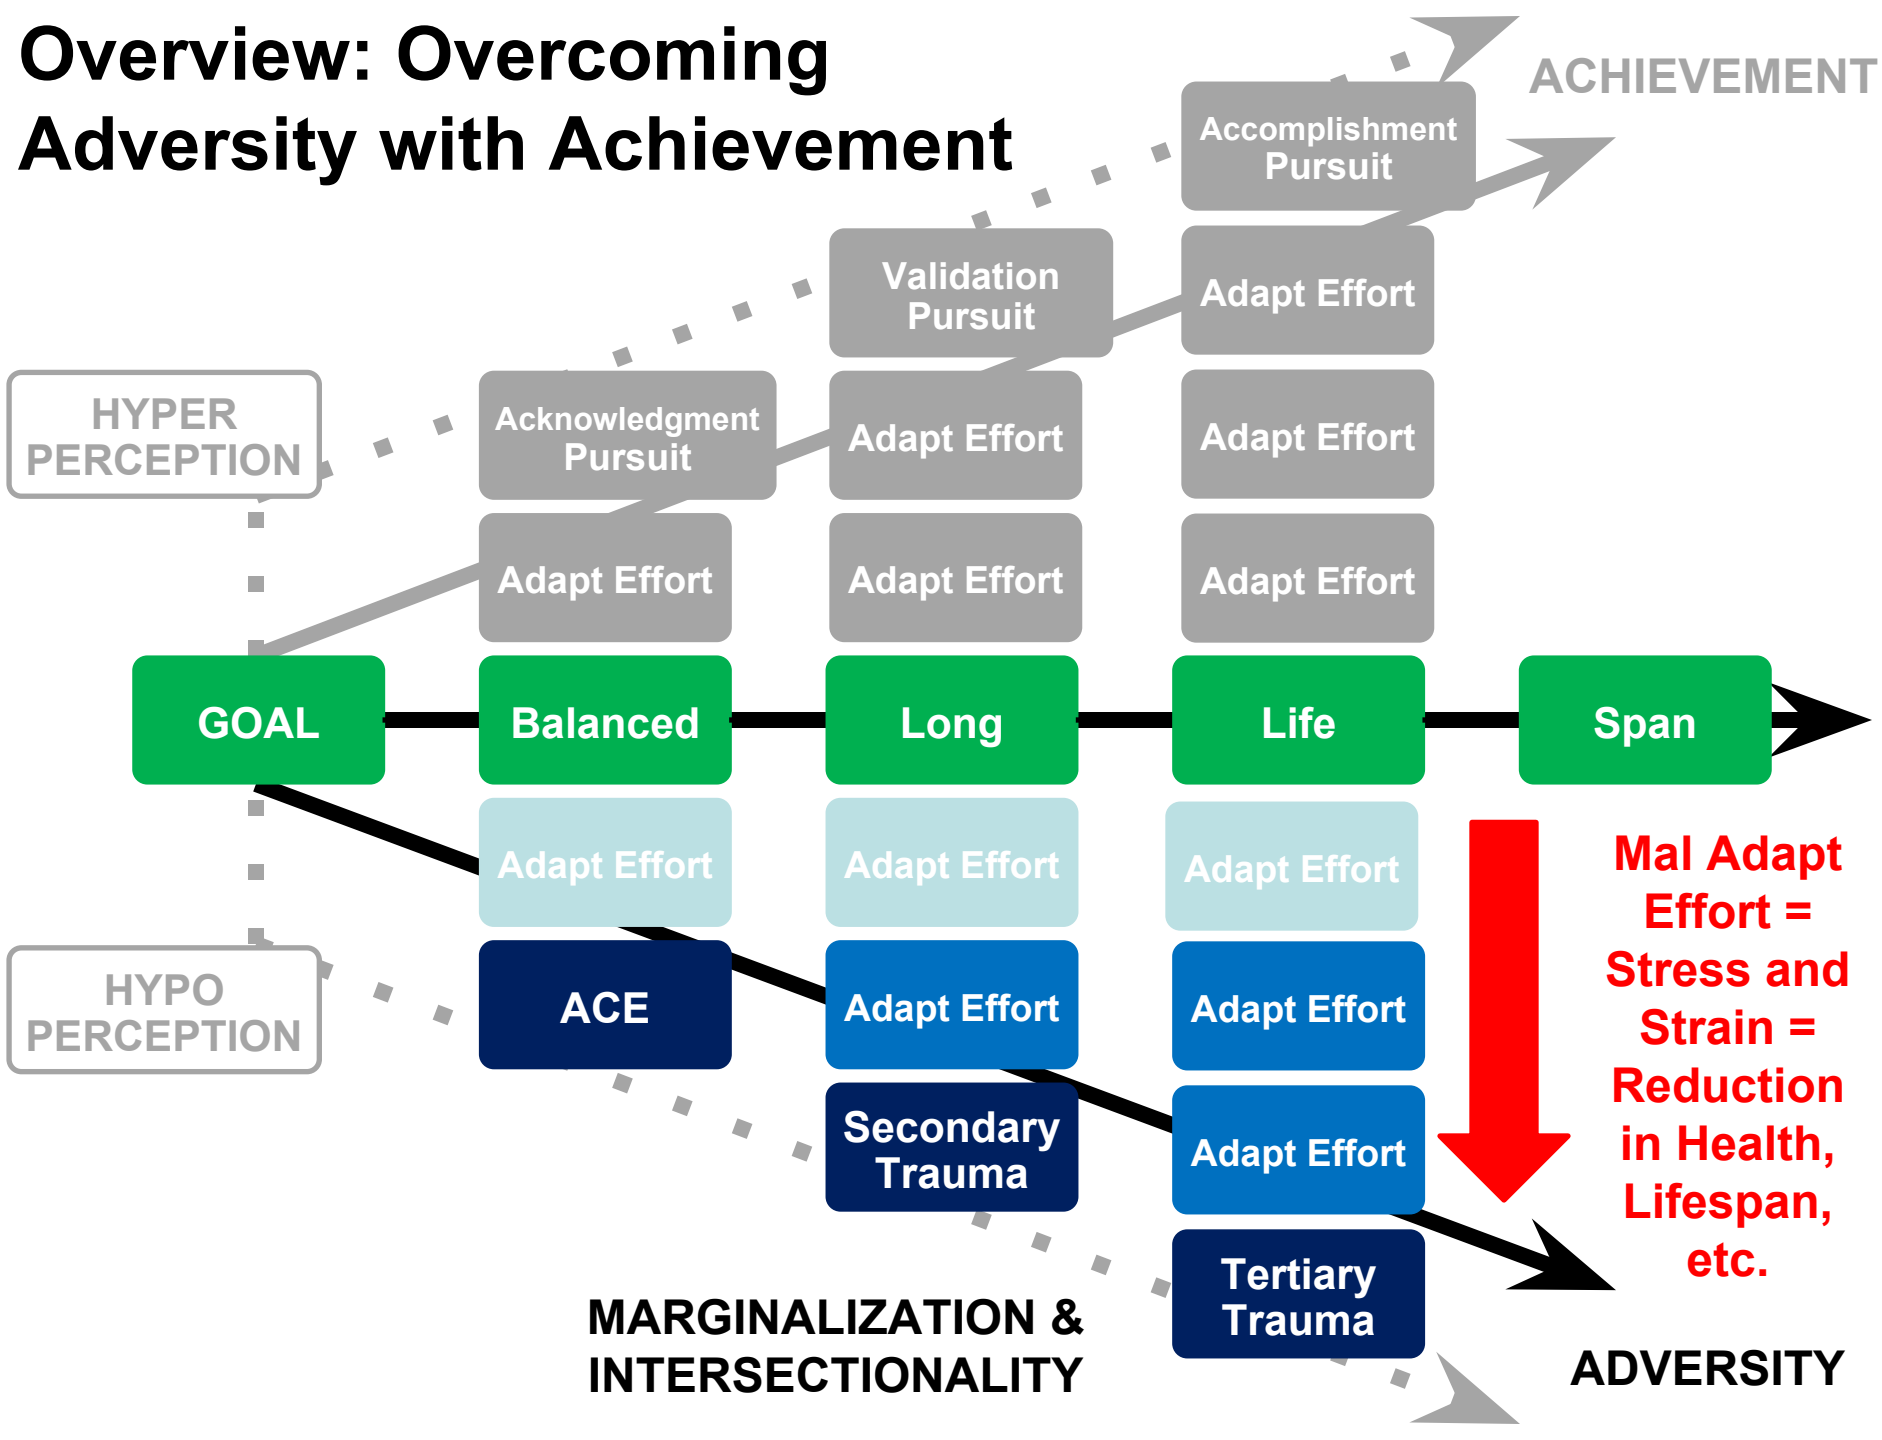 Overview: Overcoming
Adversity with Achievement
ACHIEVEMENT
Accomplishment
Pursuit
Validation
Pursuit
Adapt Effort
HYPER
PERCEPTION
Acknowledgment
Pursuit
Adapt Effort
Adapt Effort
Adapt Effort
Adapt Effort
Adapt Effort
GOAL
Balanced
Long
Life
Span
Adapt Effort
Adapt Effort
Adapt Effort
Mal Adapt
Effort =
Stress and
Strain =
Reduction
in Health,
Lifespan,
etc.
HYPO
PERCEPTION
ACE
Adapt Effort
Adapt Effort
Secondary
Trauma
Adapt Effort
Tertiary
Trauma
MARGINALIZATION &
INTERSECTIONALITY
ADVERSITY